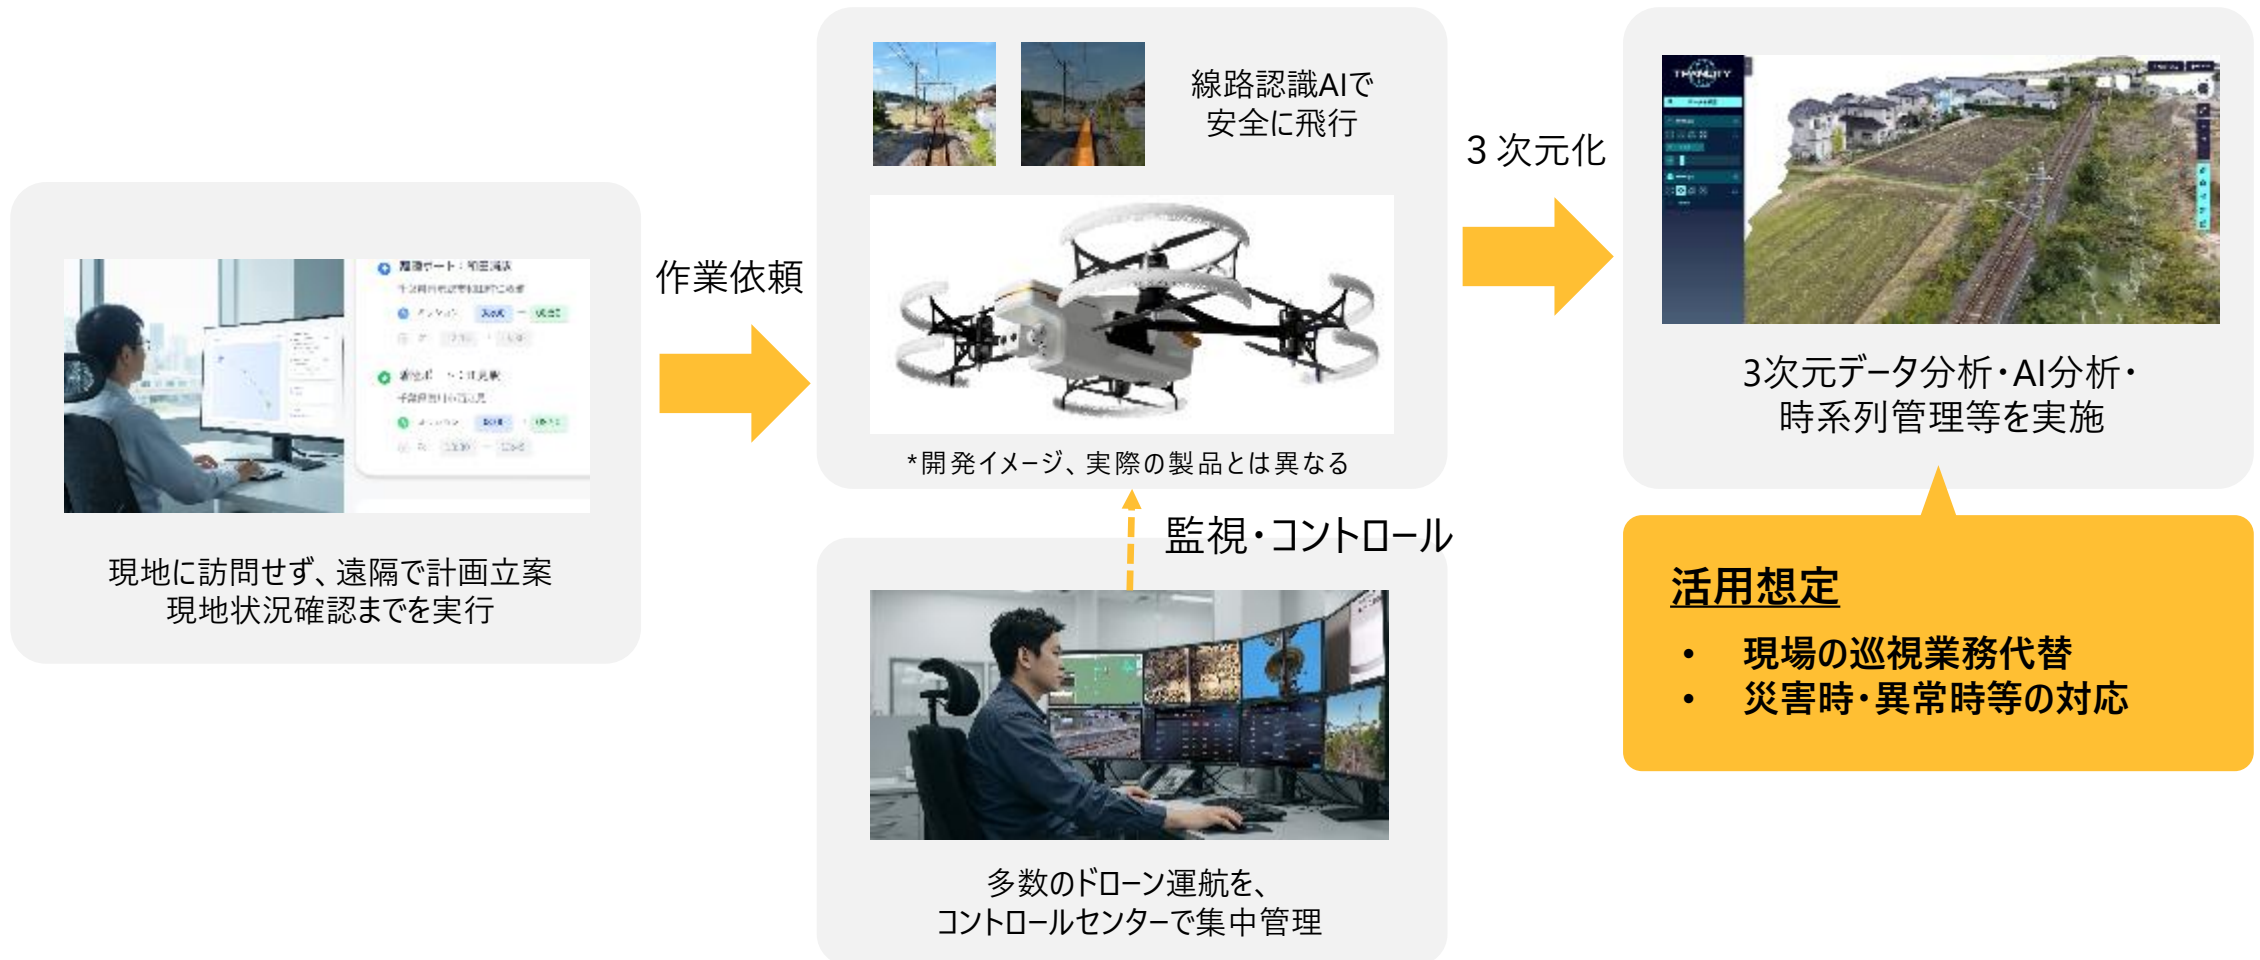 現地に訪問せず、遠隔で計画立案
現地状況確認までを実行
作業依頼
線路認識AIで
安全に飛行
*開発イメージ、実際の製品とは異なる
監視・コントロール
多数のドローン運航を、
コントロールセンターで集中管理
3次元化
3次元データ分析・AI分析・
時系列管理等を実施
活用想定
• 現場の巡視業務代替
• 災害時・異常時等の対応